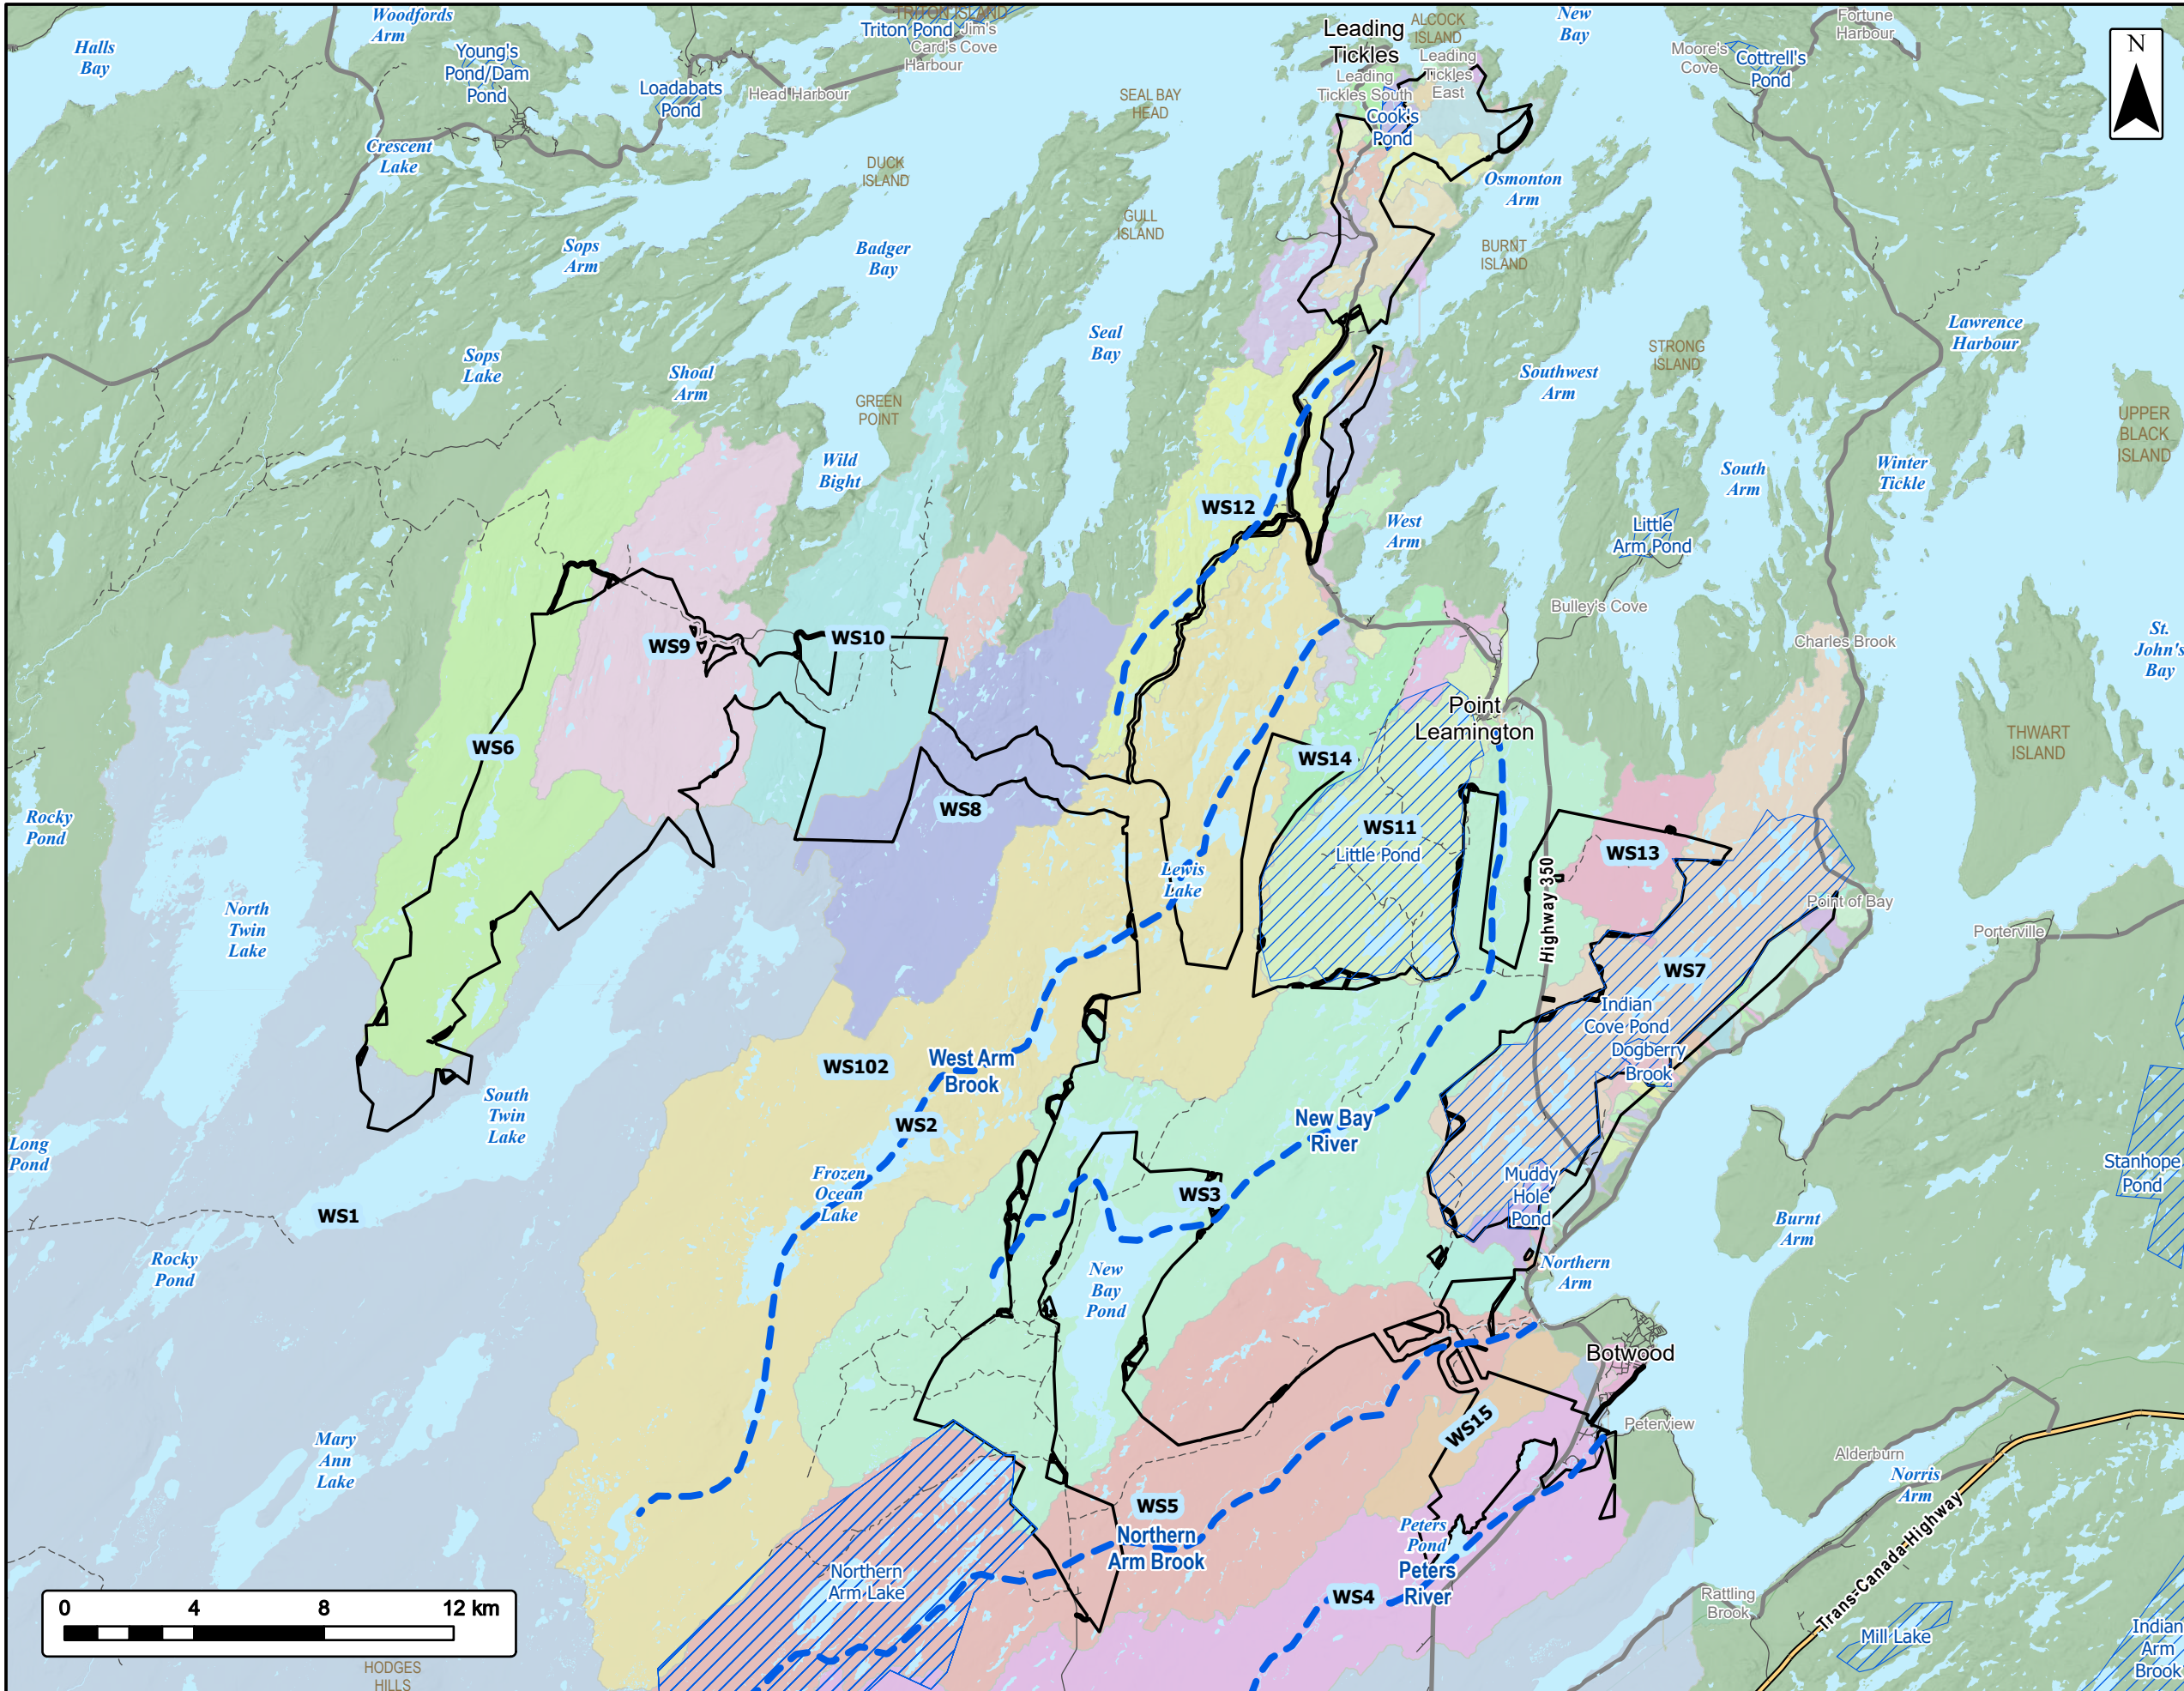 Woodfords
Arm
Halls
Bay
Young's
Pond/Dam
Pond
Loadabats
Pond
Head Harbour
TRITON ISLAND
Triton Pond
Jim's
Cove
Card's
Harbour
Crescent
Lake
Leading
Tickles
ALCOCK
ISLAND
Leading
Tickles South
Leading
Tickles
East
Cook's
Pond
New
Bay
Moore's
Cove
Cottrell's
Pond
Fortune
Harbour
N
SEAL BAY
HEAD
DUCK
ISLAND
GULL
ISLAND
Osmonton
Arm
BURNT
ISLAND
Sops
Arm
Badger
Bay
Sops
Lake
Shoal
Arm
Seal
Bay
GREEN
POINT
Southwest
Arm
STRONG
ISLAND
Lawrence
Harbour
UPPER
BLACK
ISLAND
Wild
Bight
WS12
West
Arm
South
Arm
Winter
Tickle
Little
Arm Pond
Bulley's Cove
Charles Brook
St.
John's
Bay
WS9
WS10
WS6
WS8
Point
Leamington
WS14
WS11
Little Pond
THWART
ISLAND
Rocky
Pond
North
Twin
Lake
Lewis
Lake
Highway 350
WS13
Point of Bay
Porterville
WS7
Indian
Cove Pond
Dogberry
Brook
WS102
West Arm
Brook
WS2
South
Twin
Lake
Long
Pond
New Bay
River
WS3
Frozen
Ocean
Lake
WS1
Rocky
Pond
New
Bay
Pond
Muddy
Hole
Pond
Northern
Arm
Burnt
Arm
Stanhope
Pond
Botwood
Peterview
WS15
Mary
Ann
Lake
Alderburn
Norris
Arm
Trans-Canada-Highway
WS5
Northern
Arm Brook
Peters
Pond
Peters
River
WS4
Northern
Arm Lake
Rattling
Brook
Mill Lake
Indian
Arm
Brook
0 4 8 12 km
HODGES
HILLS